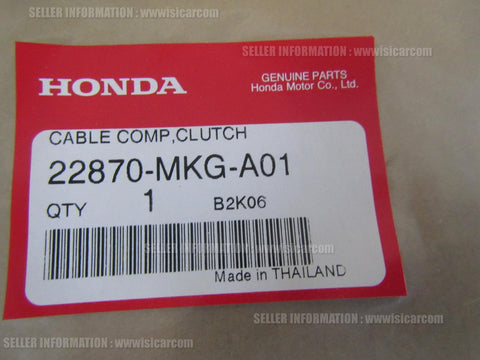 SELLER INFORMATION : wwwisicarcom
HONDA
GENUINE PARTS
Honda Motor Co., Ltd.
CABLE COMP,CLUTCH
22870-MKG-A01
QTY 1 B2K06
SELLER INFORMATION : wwwisicarcom
Made in THAILAND
SELLER INFORMATION : wwwisicarcom
SELLER INFORMATION : wwwisicarcom